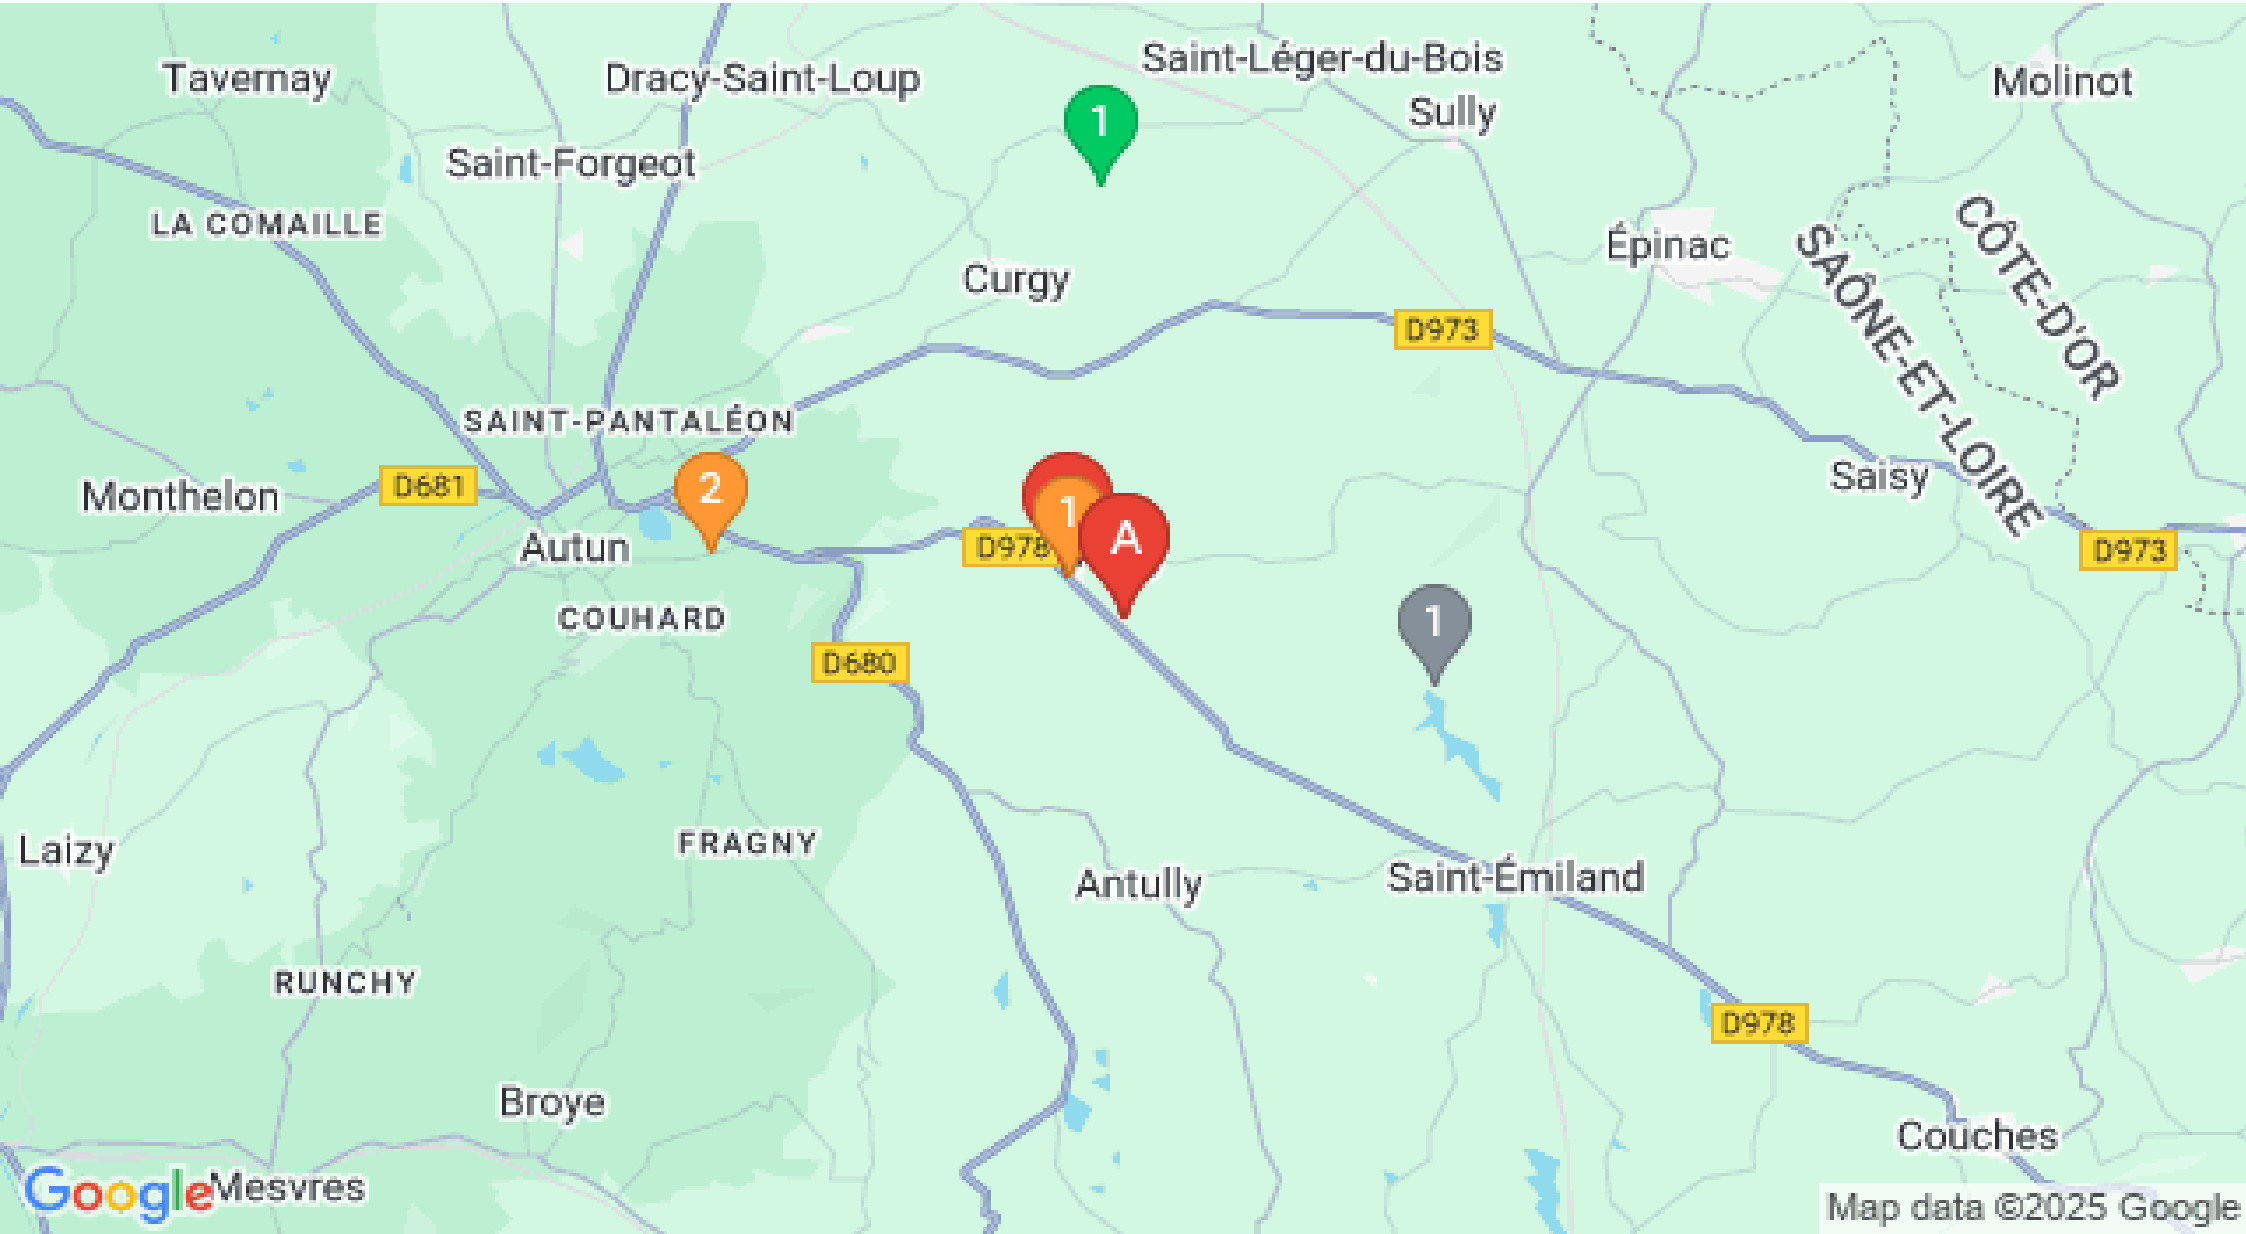 Saint-Léger-du-Bois
Tavernay
Dracy-Saint-Loup
Molinot
Sully
1
Saint-Forgeot
LA COMAILLE
CÔTE-D'OR
Épinac
SAÔNE-ET-LOIRE
Curgy
D973
SAINT-PANTALÉON
Saisy
D681
2
Monthelon
1
A
Autun
D978
D973
COUHARD
1
D680
FRAGNY
Laizy
Antully
Saint-Émiland
RUNCHY
D978
Broye
Couches
Google
Mesvres
Map data ©2025 Google